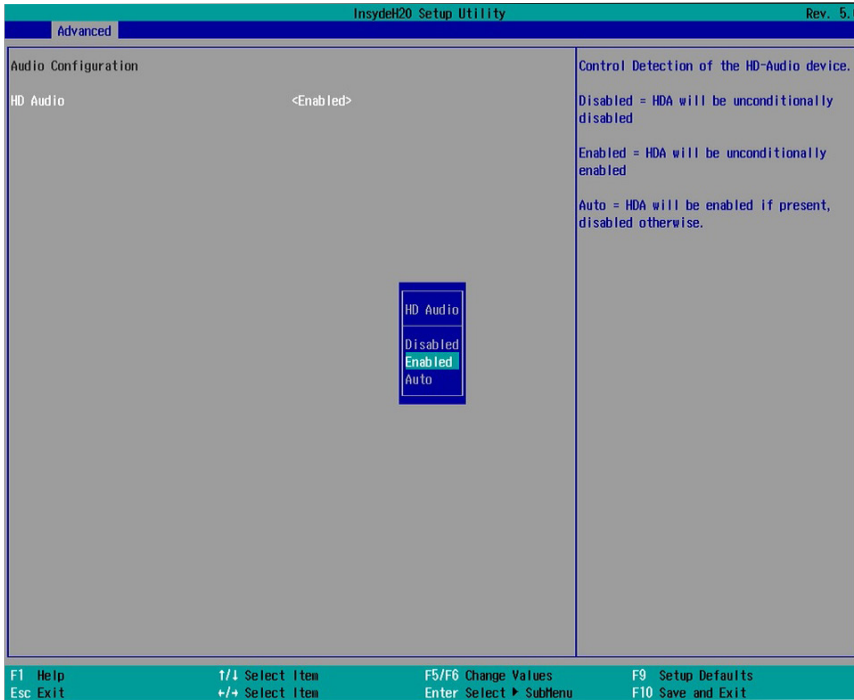 InsydeH20 Setup Utility Rev. 5.
Advanced
Audio Configuration
HD Audio <Enabled>
Control Detection of the HD-Audio device.
Disabled = HDA will be unconditionally
disabled
Enabled = HDA will be unconditionally
enabled
Auto = HDA will be enabled if present,
disabled otherwise.
HD Audio
Disabled
Enabled
Auto
F1 Help ↑/↓ Select Item F5/F6 Change Values F9 Setup Defaults
Esc Exit ←/→ Select Item Enter Select ▶ SubMenu F10 Save and Exit